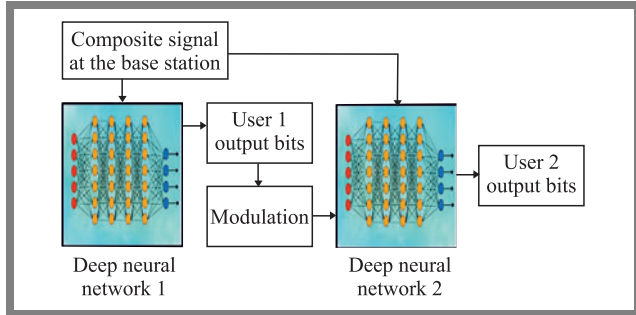 Composite signal
at the base station
User 1
output bits
Modulation
User 2
output bits
Deep neural
network 1
Deep neural
network 2